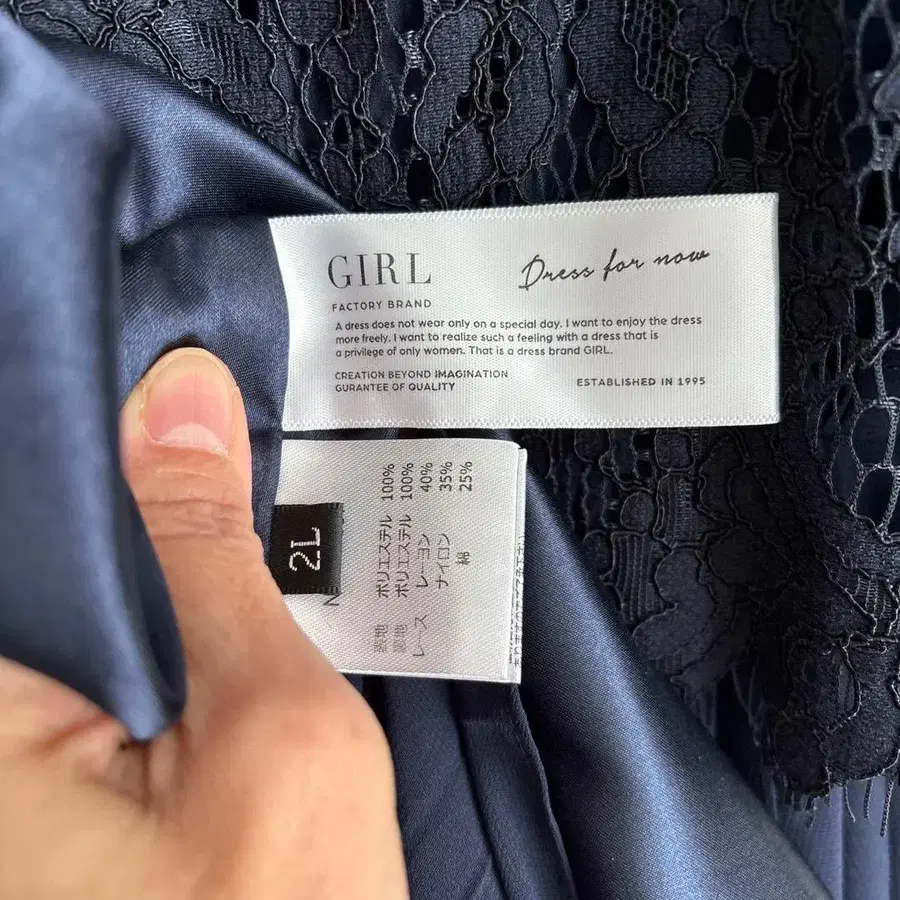 GIRL
Dress for now
FACTORY BRAND
A dress does not wear only on a special day. I want to enjoy the dress
more freely. I want to realize such a feeling with a dress that is
a privilege of only women. That is a dress brand GIRL.
CREATION BEYOND IMAGINATION
GURANTEE OF QUALITY
ESTABLISHED IN 1995
2L
表地 ポリエステル 100%
裏地 ポリエステル 100%
レース レーヨン 40%
ナイロン 35%
綿 25%